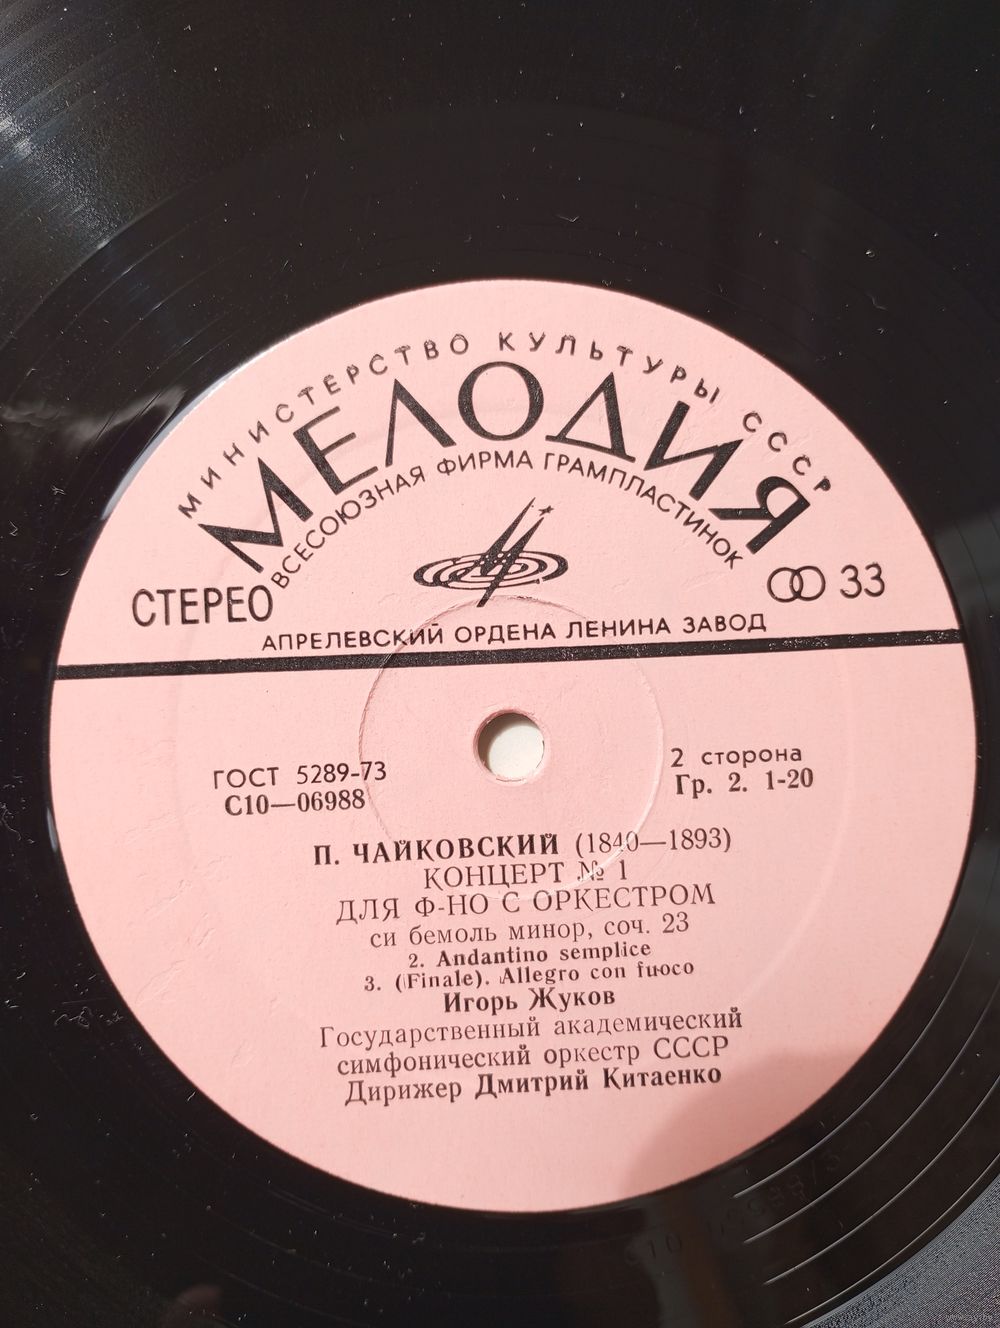 МИНИСТЕРСТВО КУЛЬТУРЫ СССР
МЕЛОДИЯ
ВСЕСОЮЗНАЯ ФИРМА ГРАМПЛАСТИНОК
СТЕРЕО
33
АПРЕЛЕВСКИЙ ОРДЕНА ЛЕНИНА ЗАВОД
ГОСТ 5289-73
2 сторона
С10—06988
Гр. 2. 1-20
П. ЧАЙКОВСКИЙ (1840—1893)
КОНЦЕРТ № 1
ДЛЯ Ф-НО С ОРКЕСТРОМ
си бемоль минор, соч. 23
2. Andantino semplice
3. (Finale). Allegro con fuoco
Игорь Жуков
Государственный академический
симфонический оркестр СССР
Дирижер Дмитрий Китаенко